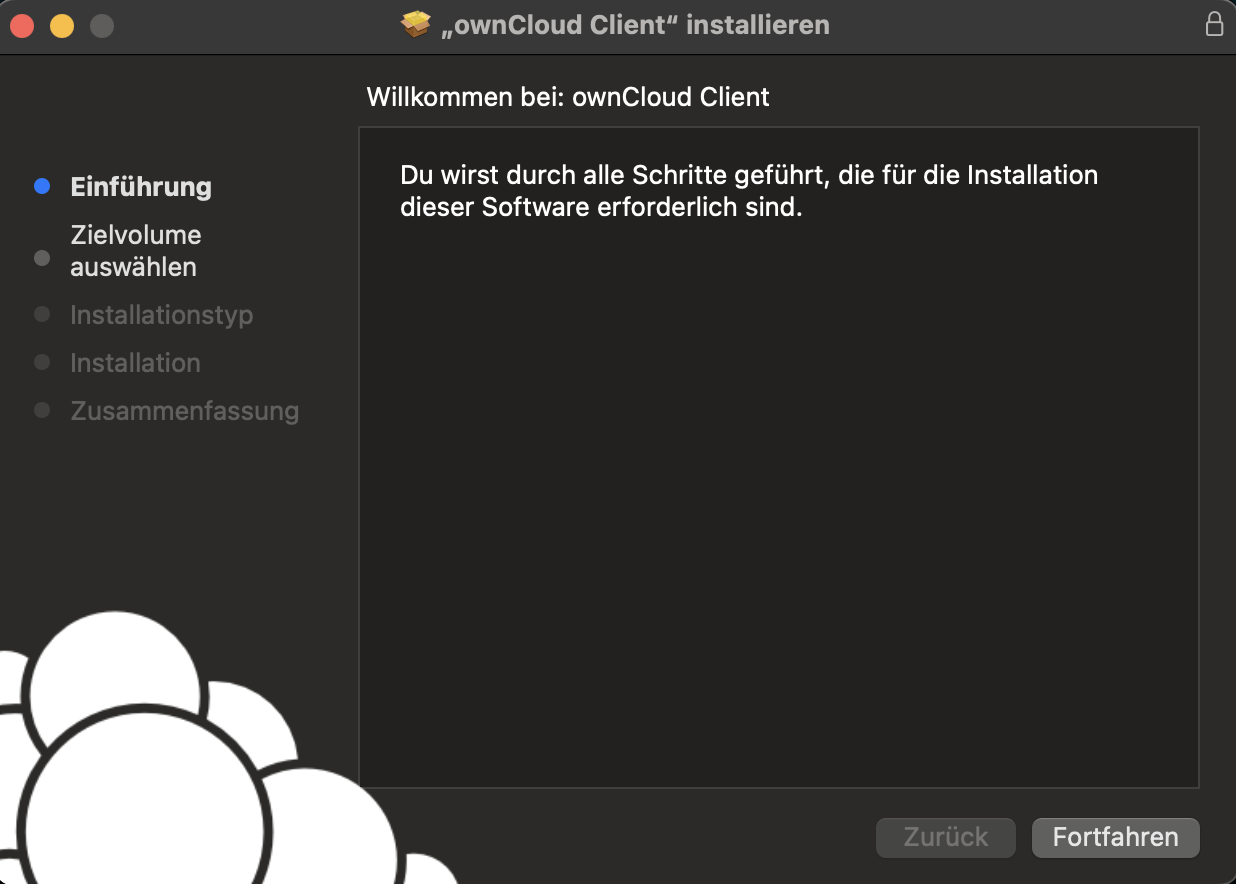 „ownCloud Client“ installieren
Willkommen bei: ownCloud Client
Einführung
Zielvolume
auswählen
Installationstyp
Installation
Zusammenfassung
Du wirst durch alle Schritte geführt, die für die Installation
dieser Software erforderlich sind.
Zurück
Fortfahren